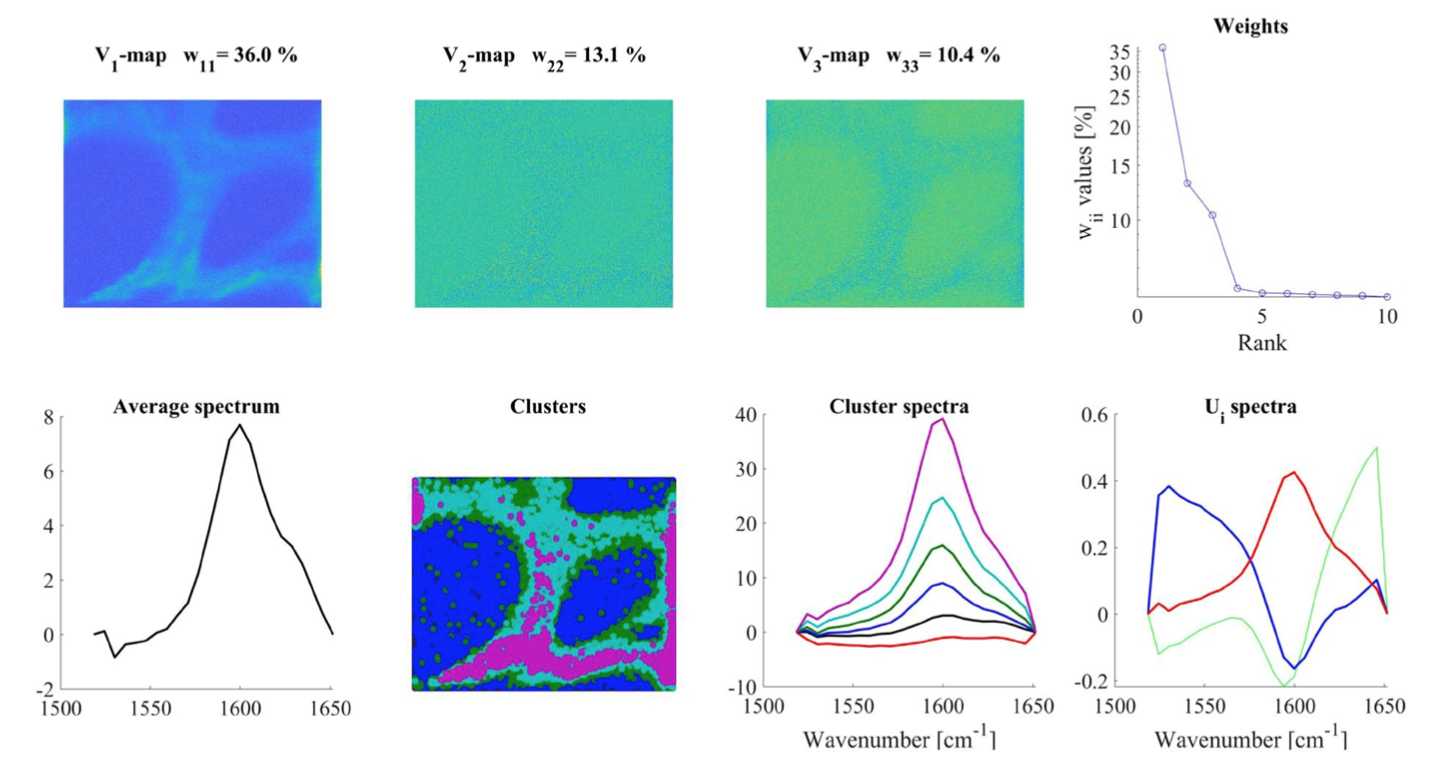 V1-map w11= 36.0 %
V2-map w22= 13.1 %
V3-map w33= 10.4 %
Weights
35
30
25
20
15
10
wii values [%]
0 5 10
Rank
Average spectrum
8
6
4
2
0
-2
1500 1550 1600 1650
Clusters
Cluster spectra
40
30
20
10
0
-10
1500 1550 1600 1650
Wavenumber [cm-1]
Ui spectra
0.6
0.4
0.2
0
-0.2
1500 1550 1600 1650
Wavenumber [cm-1]